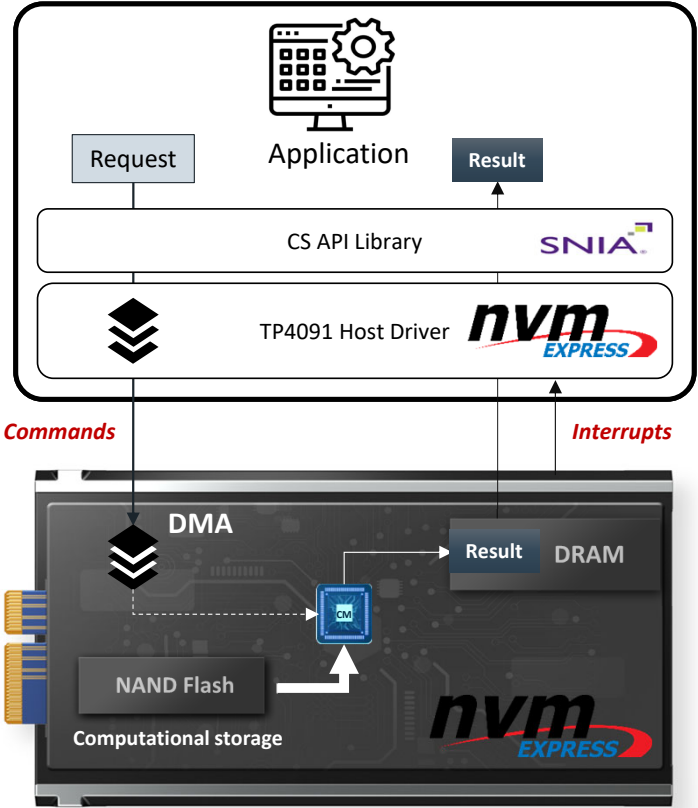 Application
Request
Result
CS API Library
SNIA
TP4091 Host Driver
nvm
EXPRESS
Commands
Interrupts
DMA
Result
DRAM
CM
NAND Flash
Computational storage
nvm
EXPRESS